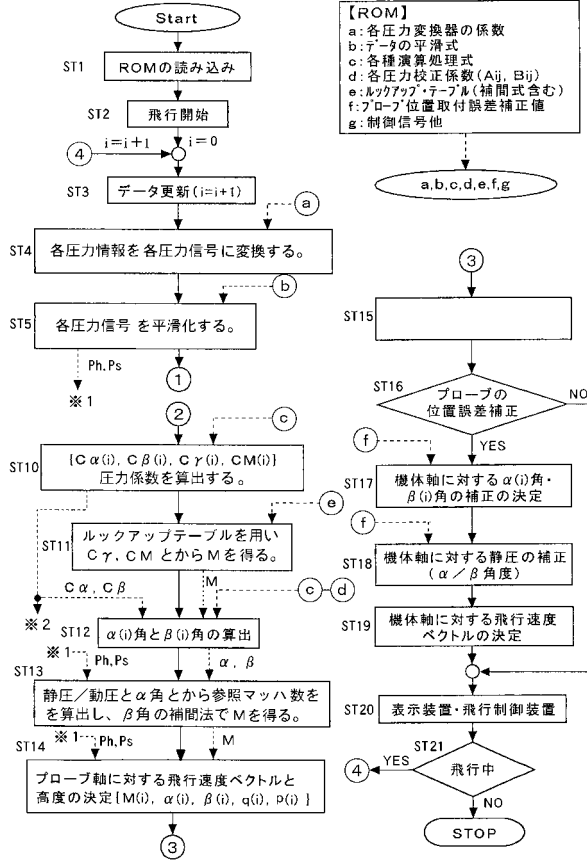 Start
ST1
ROMの読み込み
ST2
飛行開始
i=i+1
i=0
4
ST3
データ更新(i=i+1)
a
ST4
各圧力情報を各圧力信号に変換する。
b
ST5
各圧力信号 を平滑化する。
Ph,Ps
※1
1
2
c
ST10
{Cα(i), Cβ(i), Cγ(i), CM(i)}
圧力係数を算出する。
e
ST11
ルックアップテーブルを用い
Cγ, CM とからMを得る。
Cα, Cβ
M
c
d
※2
ST12
α(i)角とβ(i)角の算出
※1
Ph,Ps
α, β
ST13
静圧/動圧とα角とから参照マッハ数を
を算出し、β角の補間法でMを得る。
※1
Ph,Ps
M
ST14
プローブ軸に対する飛行速度ベクトルと
高度の決定{M(i), α(i), β(i), q(i), P(i) }
3
【ROM】
a:各圧力変換器の係数
b:データの平滑式
c:各種演算処理式
d:各圧力校正係数(Aij, Bij)
e:ルックアップ・テーブル(補間式含む)
f:プローブ位置取付誤差補正値
g:制御信号他
a,b,c,d,e,f,g
3
ST15
ST16
プローブの
位置誤差補正
NO
YES
f
ST17
機体軸に対するα(i)角・
β(i)角の補正の決定
f
ST18
機体軸に対する静圧の補正
(α/β角度)
ST19
機体軸に対する飛行速度
ベクトルの決定
ST20
表示装置・飛行制御装置
ST21
4
YES
飛行中
NO
STOP